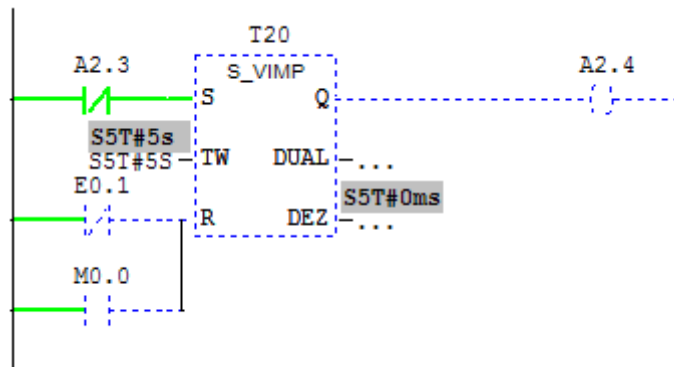 T20
A2.3
S_VIMP
A2.4
S
Q
S5T#5s
S5T#5S
TW
DUAL
...
E0.1
S5T#0ms
R
DEZ
...
M0.0